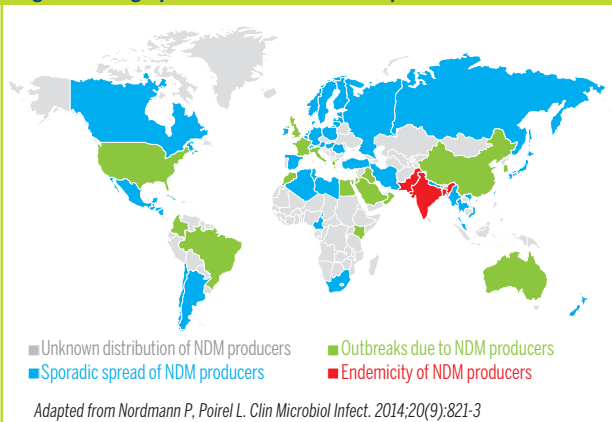 Unknown distribution of NDM producers
Outbreaks due to NDM producers
Sporadic spread of NDM producers
Endemicity of NDM producers
Adapted from Nordmann P, Poirel L. Clin Microbiol Infect. 2014;20(9):821-3